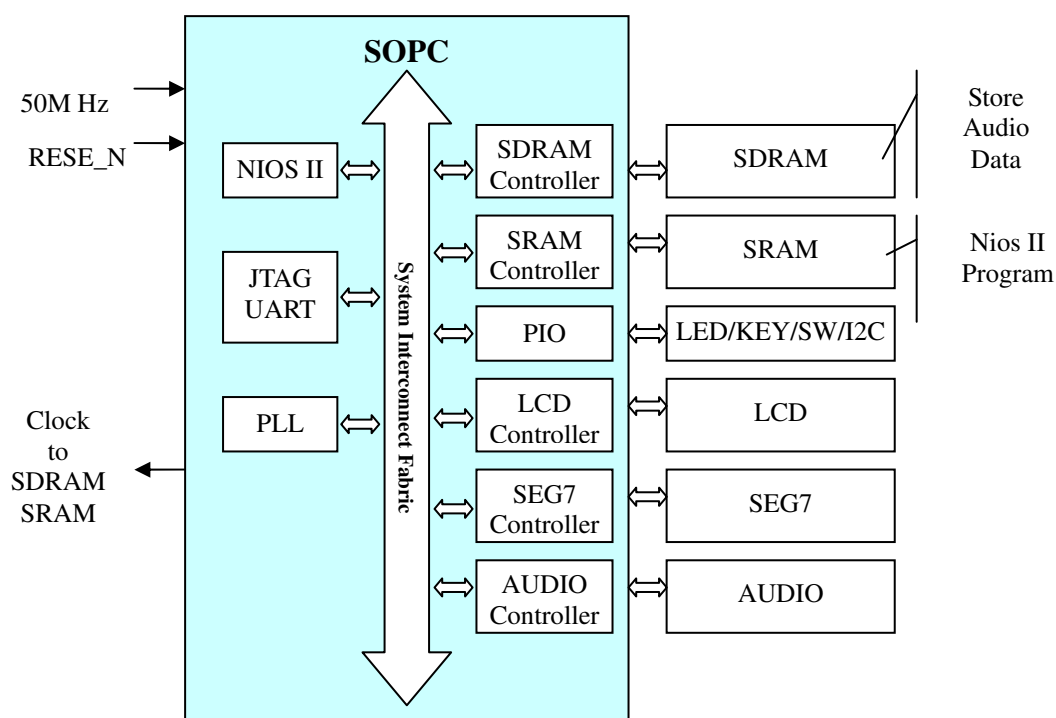 SOPC
50M Hz
RESE_N
Clock
to
SDRAM
SRAM
NIOS II
JTAG
UART
PLL
System Interconnect Fabric
SDRAM
Controller
SRAM
Controller
PIO
LCD
Controller
SEG7
Controller
AUDIO
Controller
SDRAM
SRAM
LED/KEY/SW/I2C
LCD
SEG7
AUDIO
Store
Audio
Data
Nios II
Program